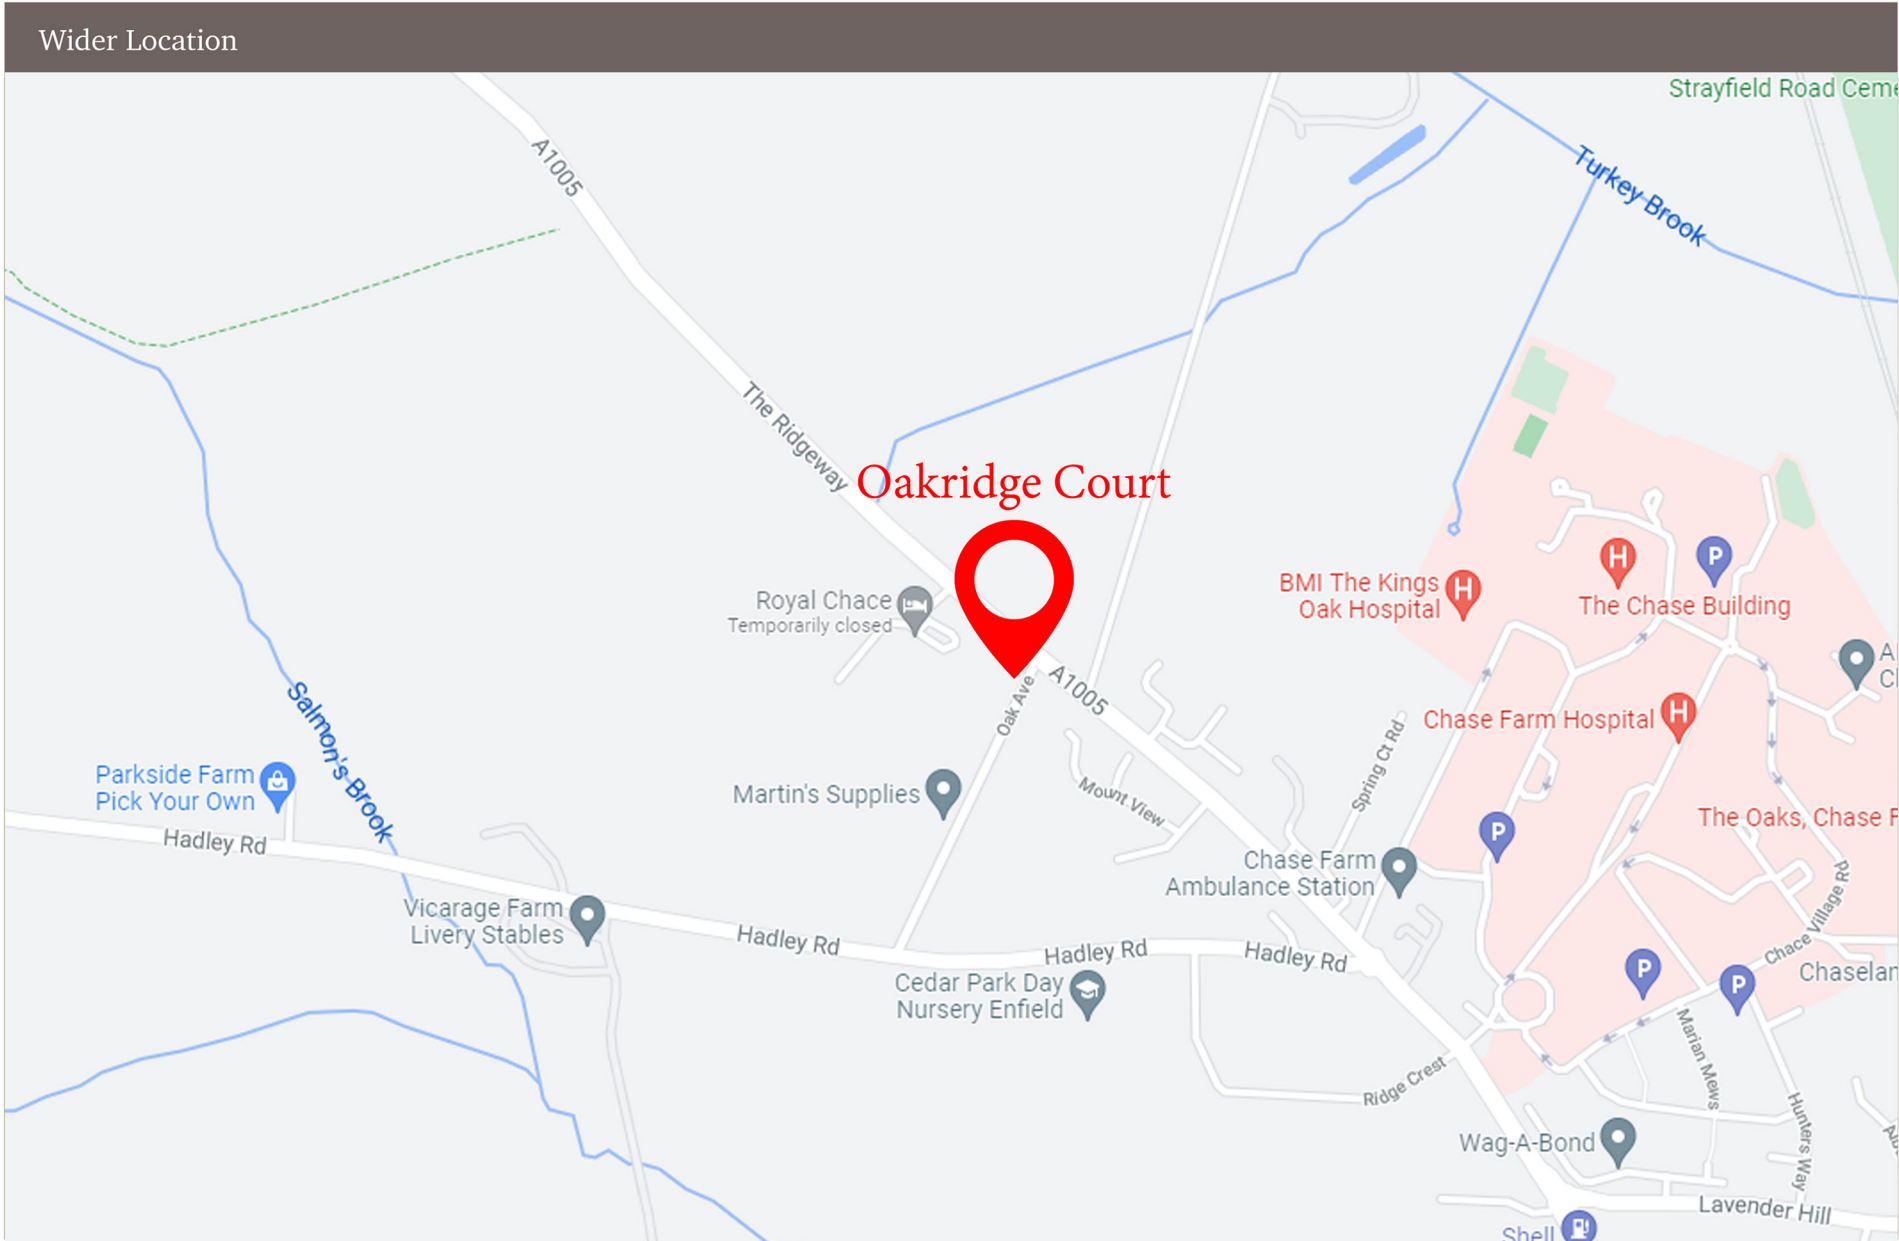 Wider Location
Strayfield Road Ceme
A1005
Turkey Brook
The Ridgeway
Oakridge Court
Royal Chace
Temporarily closed
BMI The Kings
Oak Hospital
H
H
P
The Chase Building
A1005
Oak Ave
Chase Farm Hospital
H
A
Cl
Salmon's Brook
Parkside Farm
Pick Your Own
Martin's Supplies
Mount View
Spring Ct Rd
The Oaks, Chase F
P
Hadley Rd
Chase Farm
Ambulance Station
Chace Village Rd
Vicarage Farm
Livery Stables
Hadley Rd
Hadley Rd
Hadley Rd
Cedar Park Day
Nursery Enfield
P
P
Chaselan
Marian Mews
Ridge Crest
Hunters Way
Wag-A-Bond
Lavender Hill
Shell